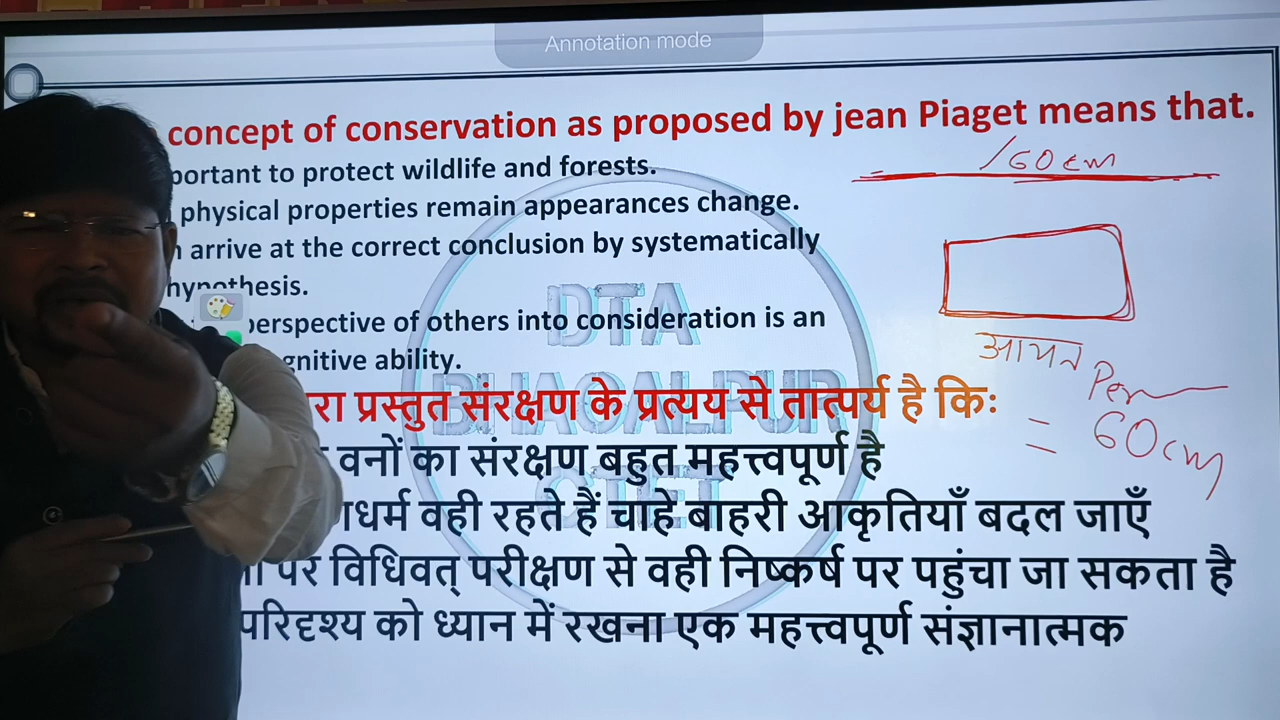 Annotation mode
concept of conservation as proposed by jean Piaget means that.
portant to protect wildlife and forests.
physical properties remain appearances change.
arrive at the correct conclusion by systematically
hypothesis.
perspective of others into consideration is an
gnitive ability.
रा प्रस्तुत संरक्षण के प्रत्यय से तात्पर्य है किः
वनों का संरक्षण बहुत महत्त्वपूर्ण है
धर्म वही रहते हैं चाहे बाहरी आकृतियाँ बदल जाएँ
पर विधिवत् परीक्षण से वही निष्कर्ष पर पहुंचा जा सकता है
परिदृश्य को ध्यान में रखना एक महत्त्वपूर्ण संज्ञानात्मक
60cm
आयत
Per
= 60cm
DTA
BHAGALPUR
CTET